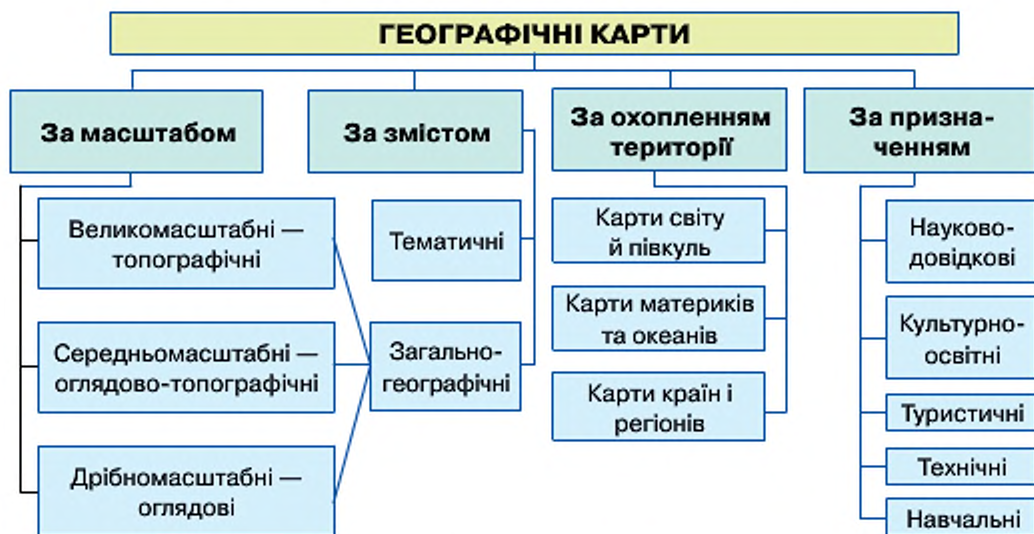 ГЕОГРАФІЧНІ КАРТИ
За масштабом
Великомасштабні —
топографічні
Середньомасштабні —
оглядово-топографічні
Дрібномасштабні —
оглядові
За змістом
Тематичні
Загально-
географічні
За охопленням
території
Карти світу
й півкуль
Карти материків
та океанів
Карти країн і
регіонів
За призна-
ченням
Науково-
довідкові
Культурно-
освітні
Туристичні
Технічні
Навчальні